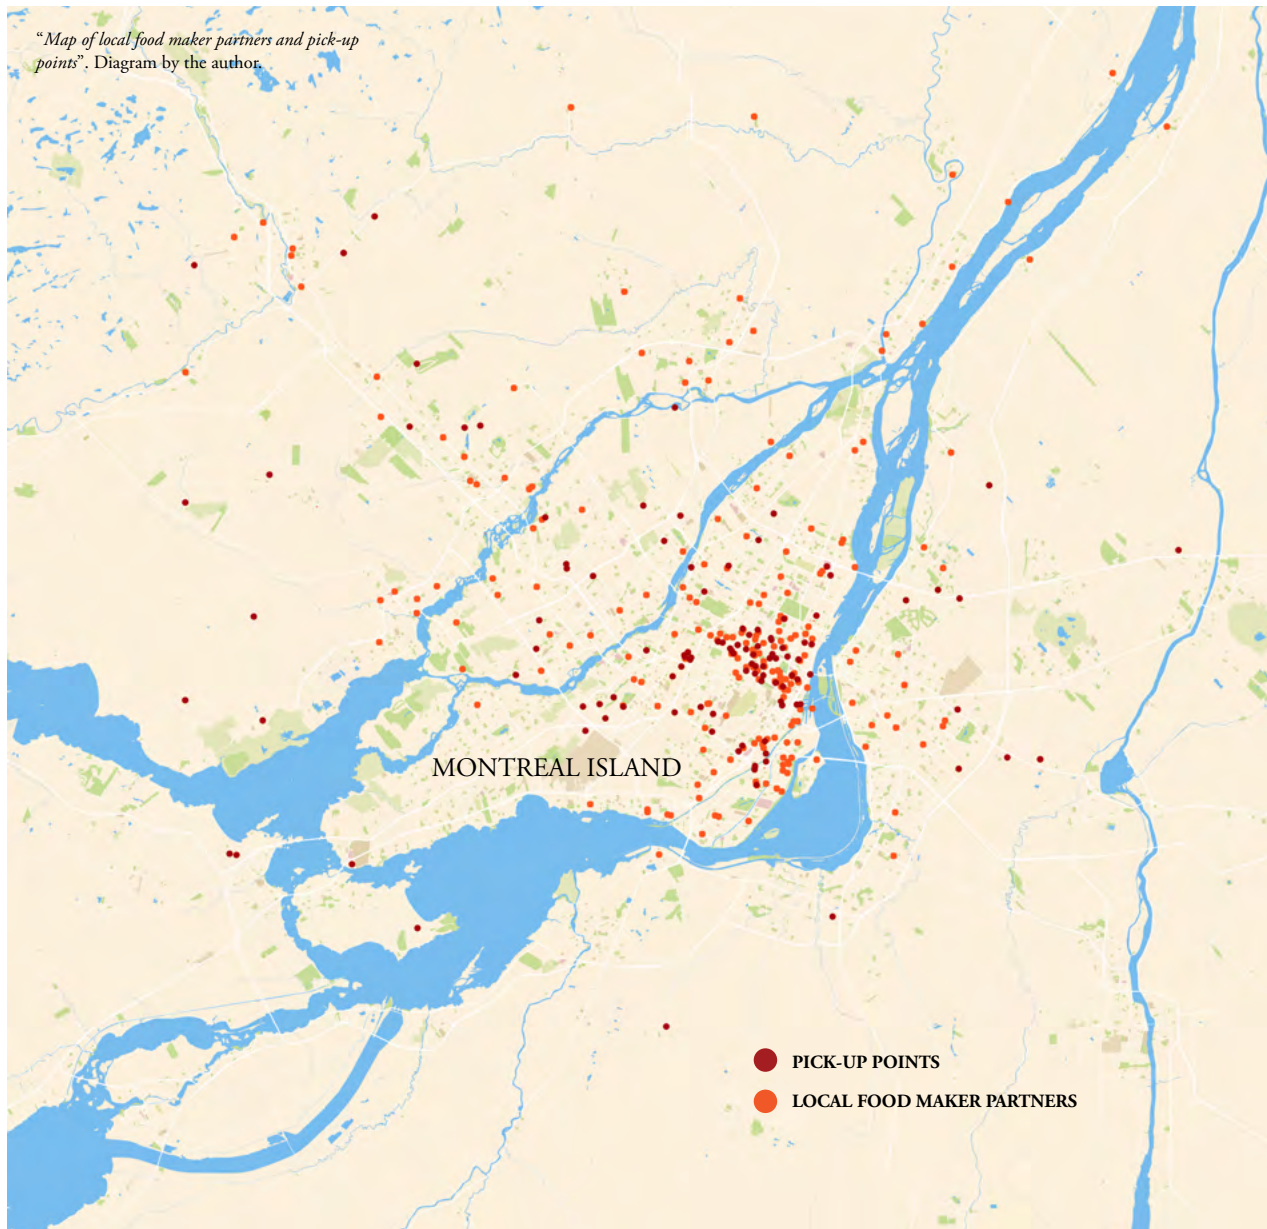 “Map of local food maker partners and pick-up
points”. Diagram by the author.
MONTREAL ISLAND
PICK-UP POINTS
LOCAL FOOD MAKER PARTNERS